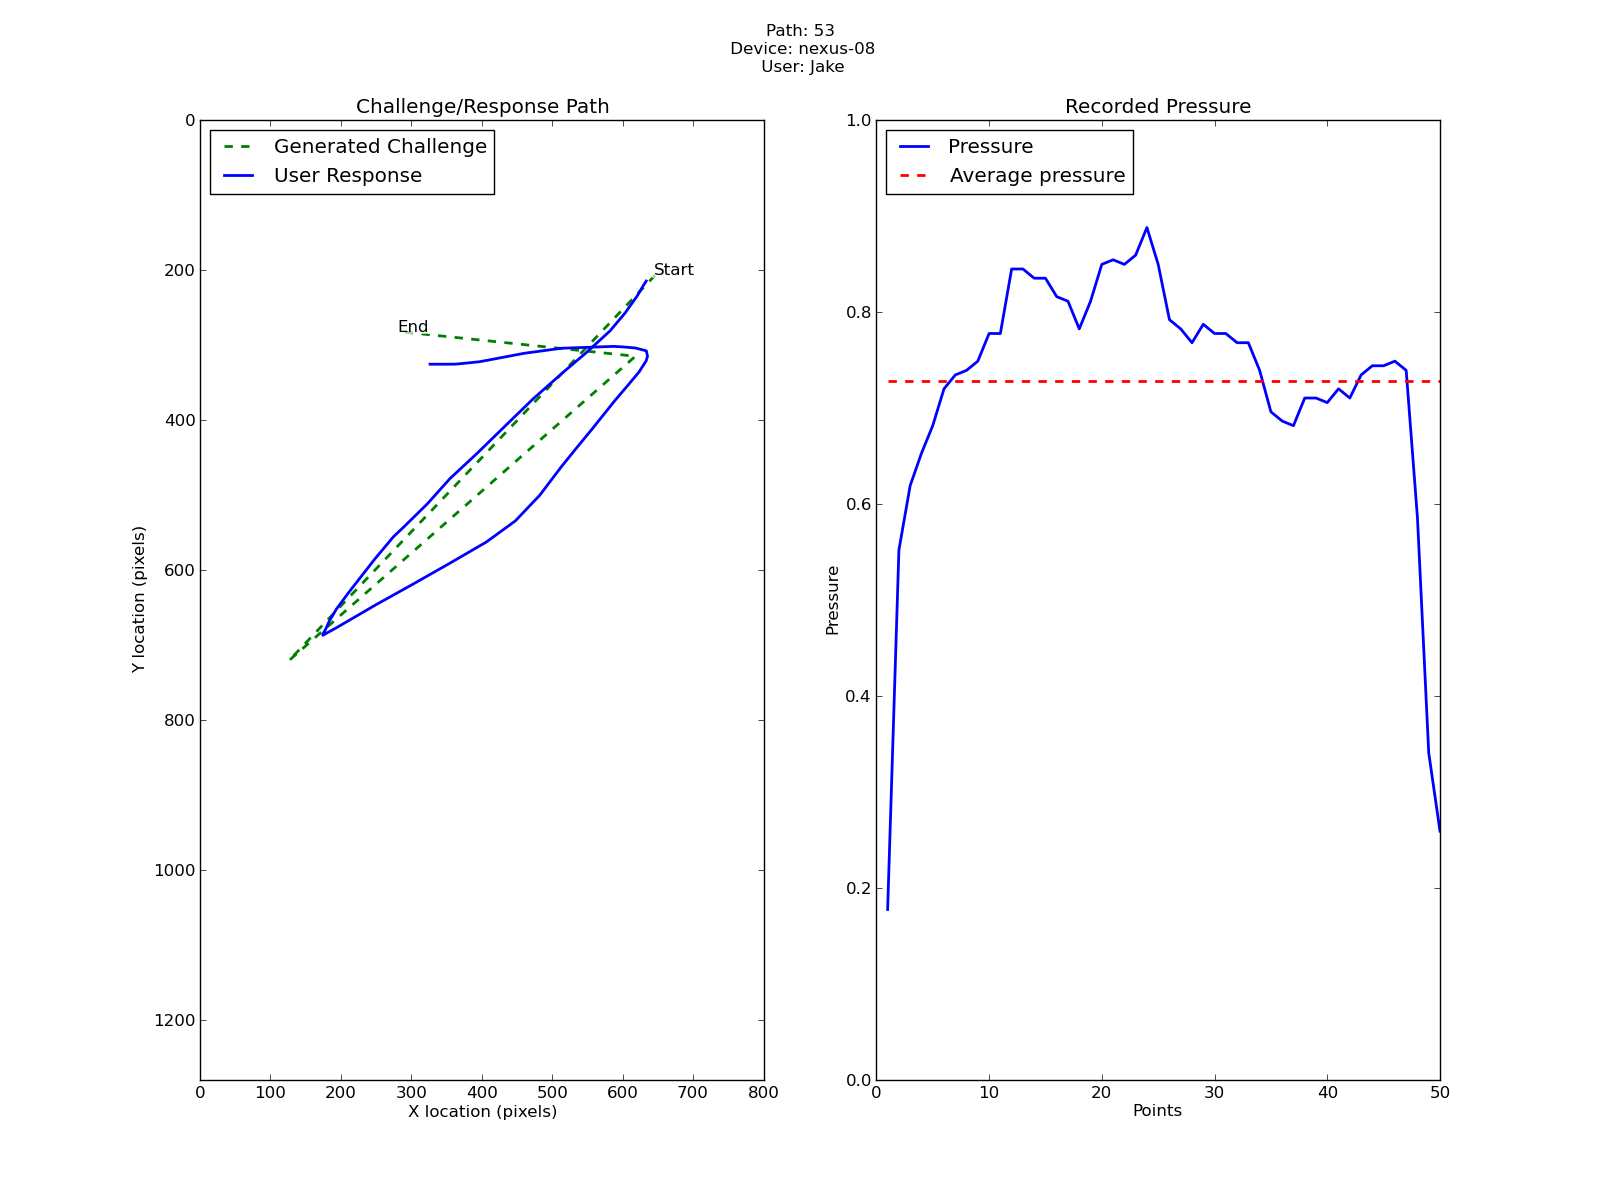 Path: 53
Device: nexus-08
User: Jake
Challenge/Response Path
Generated Challenge
User Response
Start
End
0
200
400
600
800
1000
1200
Y location (pixels)
0 100 200 300 400 500 600 700 800
X location (pixels)
Recorded Pressure
Pressure
Average pressure
1.0
0.8
0.6
0.4
0.2
0.0
Pressure
0 10 20 30 40 50
Points